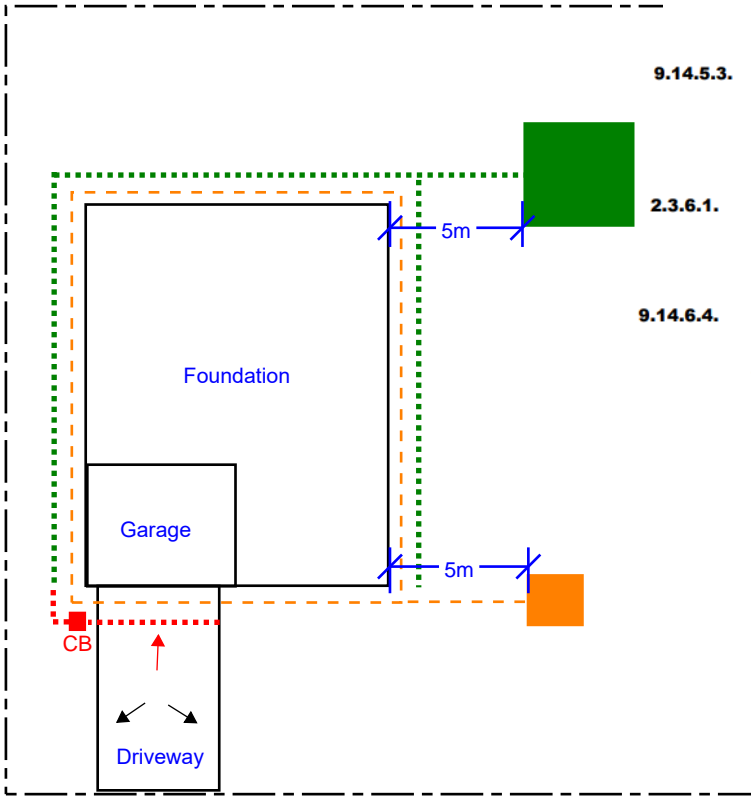 9.14.5.3.
2.3.6.1.
5m
9.14.6.4.
Foundation
Garage
5m
CB
Driveway